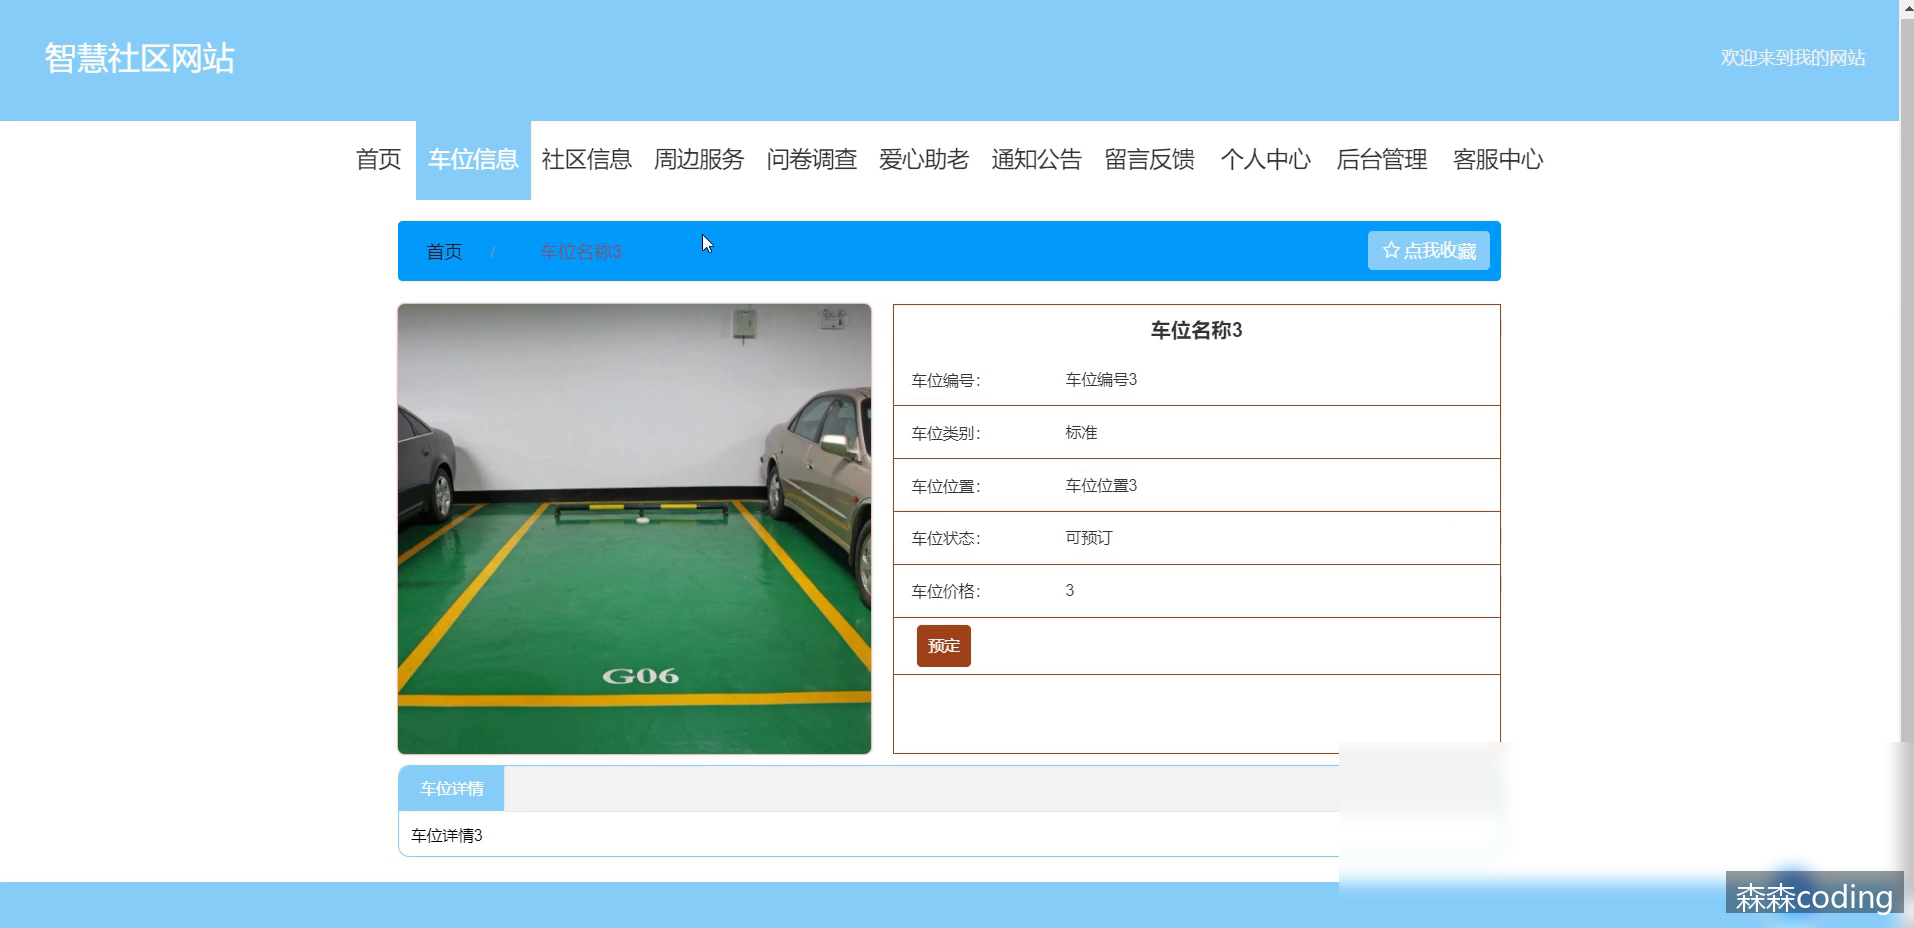 智慧社区网站
欢迎来到我的网站
首页 车位信息 社区信息 周边服务 问卷调查 爱心助老 通知公告 留言反馈 个人中心 后台管理 客服中心
首页 / 车位名称3
☆点我收藏
G06
车位名称3
车位编号： 车位编号3
车位类别： 标准
车位位置： 车位位置3
车位状态： 可预订
车位价格： 3
预定
车位详情
车位详情3
森森coding